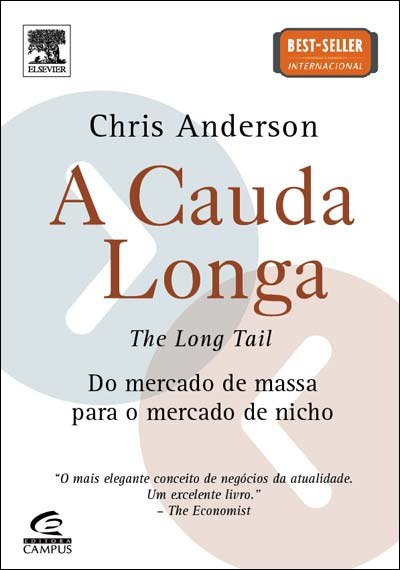 ELSEVIER
BEST-SELLER
INTERNACIONAL
Chris Anderson
A Cauda
Longa
The Long Tail
Do mercado de massa
para o mercado de nicho
“O mais elegante conceito de negócios da atualidade.
Um excelente livro.”
– The Economist
EDITORA
CAMPUS